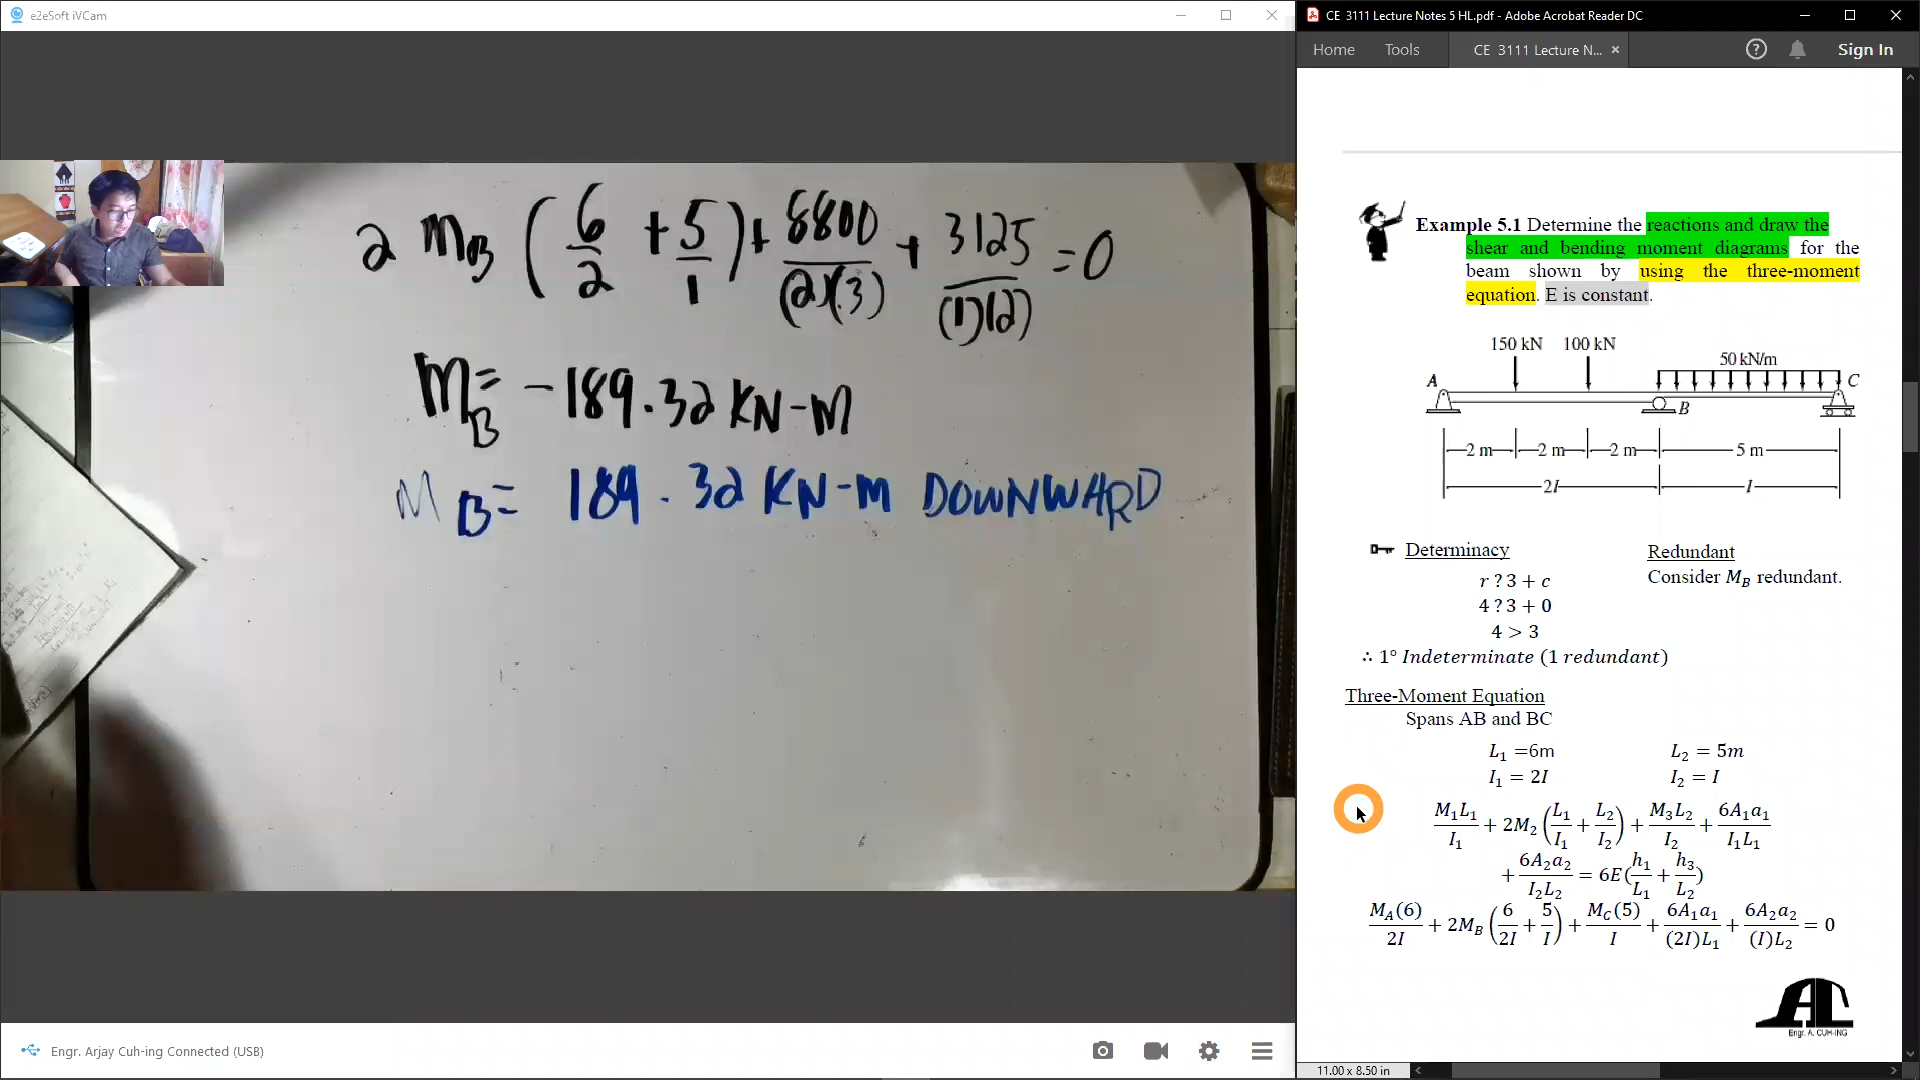 e2eSoft iVCam
CE 3111 Lecture Notes 5 HL.pdf - Adobe Acrobat Reader DC
Home Tools CE 3111 Lecture N... × Sign In
2 M_B (6/2 + 5/1) + 8800/(2)(3) + 3125/(1)(2) = 0
M_B = -189.32 KN-M
M_B = 189.32 KN-M DOWNWARD
Example 5.1 Determine the reactions and draw the
shear and bending moment diagrams for the
beam shown by using the three-moment
equation. E is constant.
150 kN 100 kN
50 kN/m
A B C
2 m 2 m 2 m 5 m
2I I
Determinacy
r ? 3 + c
4 ? 3 + 0
4 > 3
∴ 1° Indeterminate (1 redundant)
Redundant
Consider M_B redundant.
Three-Moment Equation
Spans AB and BC
L₁ =6m L₂ = 5m
I₁ = 2I I₂ = I
M₁L₁/I₁ + 2M₂ (L₁/I₁ + L₂/I₂) + M₃L₂/I₂ + 6A₁a₁/I₁L₁
+ 6A₂a₂/I₂L₂ = 6E(h₁/L₁ + h₃/L₂)
M_A(6)/2I + 2M_B (6/2I + 5/I) + M_C(5)/I + 6A₁a₁/(2I)L₁ + 6A₂a₂/(I)L₂ = 0
Engr. A. CUH-ING
Engr. Arjay Cuh-ing Connected (USB)
11.00 x 8.50 in